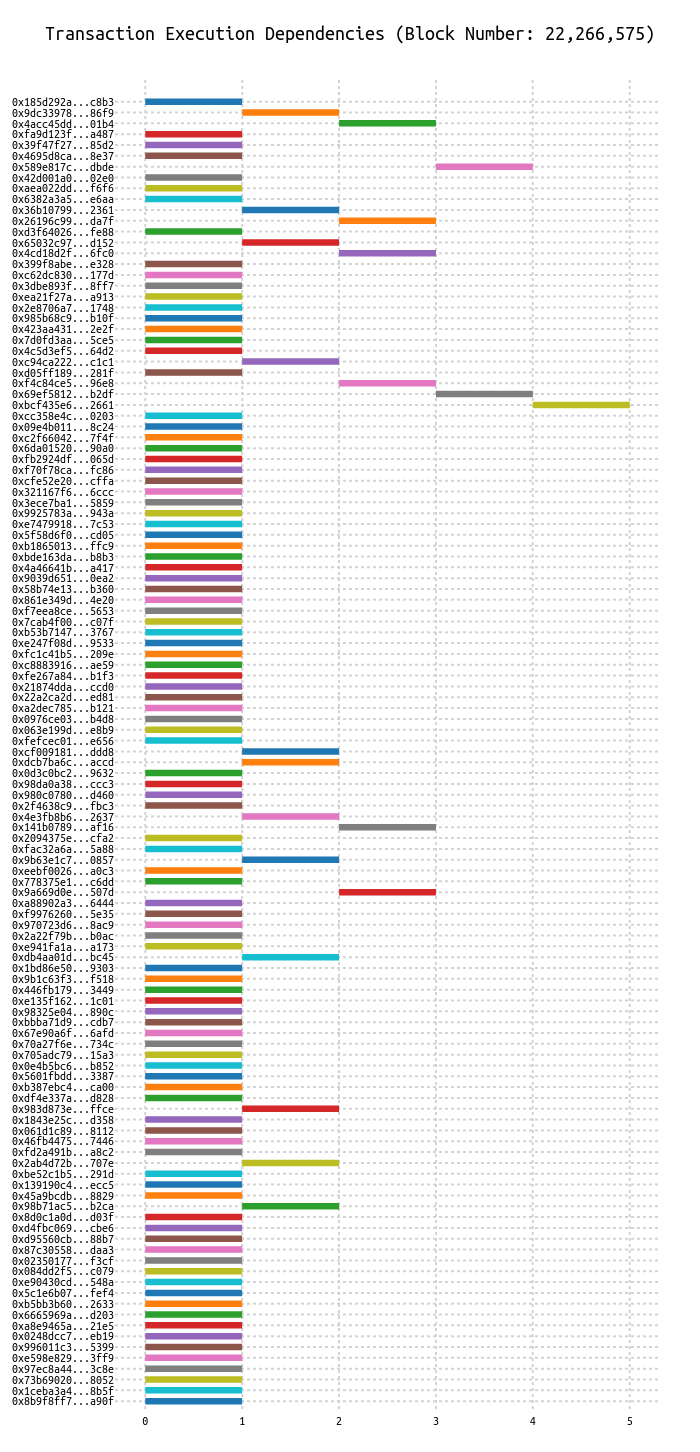 Transaction Execution Dependencies (Block Number: 22,266,575)
0x185d292a...c8b3
0x9dc33978...86f9
0x4acc45dd...01b4
0xfa9d123f...a487
0x39f47f27...85d2
0x4695d8ca...8e37
0x589e817c...dbde
0x42d001a0...02e0
0xaea022dd...f6f6
0x6382a3a5...e6aa
0x36b10799...2361
0x26196c99...da7f
0xd3f64026...fe88
0x65032c97...d152
0x4cd18d2f...6fc0
0x399f8abe...e328
0xc62dc830...177d
0x3dbe893f...8ff7
0xea21f27a...a913
0x2e8706a7...1748
0x985b68c9...b10f
0x423aa431...2e2f
0x7d0fd3aa...5ce5
0x4c5d3ef5...64d2
0xc94ca222...c1c1
0xd05ff189...281f
0xf4c84ce5...96e8
0x69ef5812...b2df
0xbcf435e6...2661
0xcc358e4c...0203
0x09e4b011...8c24
0xc2f66042...7f4f
0x6da01520...90a0
0xfb2924df...065d
0xf70f78ca...fc86
0xcfe52e20...cffa
0x321167f6...6ccc
0x3ece7ba1...5859
0x9925783a...943a
0xe7479918...7c53
0x5f58d6f0...cd05
0xb1865013...ffc9
0xbde163da...b8b3
0x4a46641b...a417
0x9039d651...0ea2
0x58b74e13...b360
0x861e349d...4e20
0xf7eea8ce...5653
0x7cab4f00...c07f
0xb53b7147...3767
0xe247f08d...9533
0xfc1c41b5...209e
0xc8883916...ae59
0xfe267a84...b1f3
0x21874dda...ccd0
0x22a2ca2d...ed81
0xa2dec785...b121
0x0976ce03...b4d8
0x063e199d...e8b9
0xfefcec01...e656
0xcf009181...ddd8
0xdcb7ba6c...accd
0x0d3c0bc2...9632
0x98da0a38...ccc3
0x980c0780...d460
0x2f4638c9...fbc3
0x4e3fb8b6...2637
0x141b0789...af16
0x2094375e...cfa2
0xfac32a6a...5a88
0x9b63e1c7...0857
0xeebf0026...a0c3
0x778375e1...c6dd
0x9a669d0e...507d
0xa88902a3...6444
0xf9976260...5e35
0x970723d6...8ac9
0x2a22f79b...b0ac
0xe941fa1a...a173
0xdb4aa01d...bc45
0x1bd86e50...9303
0x9b1c63f3...f518
0x446fb179...3449
0xe135f162...1c01
0x98325e04...890c
0xbbba71d9...cdb7
0x67e90a6f...6afd
0x70a27f6e...734c
0x705adc79...15a3
0x0e4b5bc6...b852
0x5601fbdd...3387
0xb387ebc4...ca00
0xdf4e337a...d828
0x983d873e...ffce
0x1843e25c...d358
0x061d1c89...8112
0x46fb4475...7446
0xfd2a491b...a8c2
0x2ab4d72b...707e
0xbe52c1b5...291d
0x139190c4...ecc5
0x45a9bcdb...8829
0x98b71ac5...b2ca
0x8d0c1a0d...d03f
0xd4fbc069...cbe6
0xd95560cb...88b7
0x87c30558...daa3
0x02350177...f3cf
0x084dd2f5...c079
0xe90430cd...548a
0x5c1e6b07...fef4
0xb5bb3b60...2633
0x6665969a...d203
0xa8e9465a...21e5
0x0248dcc7...eb19
0x996011c3...5399
0xe598e829...3ff9
0x97ec8a44...3c8e
0x73b69020...8052
0x1ceba3a4...8b5f
0x8b9f8ff7...a90f
0 1 2 3 4 5